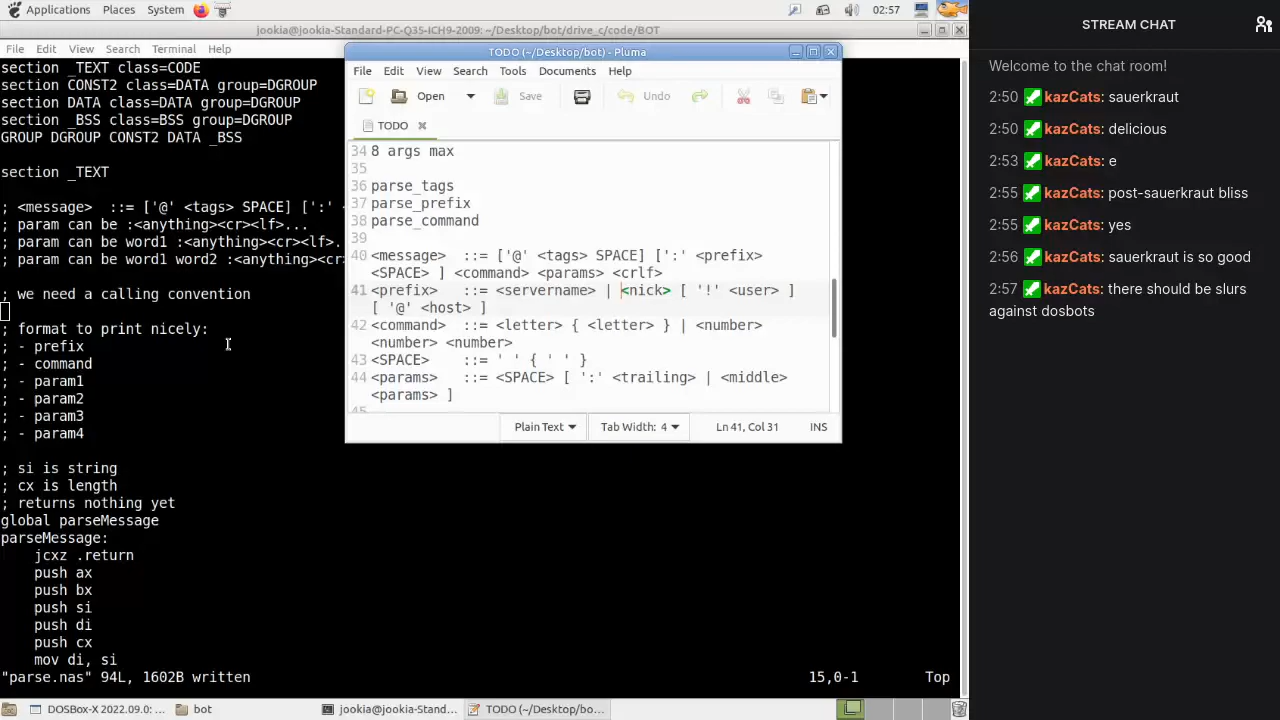 Applications Places System 02:57
jookia@jookia-Standard-PC-Q35-ICH9-2009: ~/Desktop/bot/drive_c/code/BOT
File Edit View Search Terminal Help
section _TEXT class=CODE
section CONST2 class=DATA group=DGROUP
section DATA class=DATA group=DGROUP
section _BSS class=BSS group=DGROUP
GROUP DGROUP CONST2 DATA _BSS
section _TEXT
; <message>  ::= ['@' <tags> SPACE] [':'
; param can be :<anything><cr><lf>...
; param can be word1 :<anything><cr><lf>.
; param can be word1 word2 :<anything><cr>
; we need a calling convention
; format to print nicely:
; - prefix
; - command
; - param1
; - param2
; - param3
; - param4
; si is string
; cx is length
; returns nothing yet
global parseMessage
parseMessage:
jcxz .return
push ax
push bx
push si
push di
push cx
mov di, si
"parse.nas" 94L, 1602B written 15,0-1 Top
TODO (~/Desktop/bot) - Pluma
File Edit View Search Tools Documents Help
Open Save Undo
TODO
34 8 args max
35
36 parse_tags
37 parse_prefix
38 parse_command
39
40 <message>  ::= ['@' <tags> SPACE] [':' <prefix>
<SPACE> ] <command> <params> <crlf>
41 <prefix>   ::= <servername> | <nick> [ '!' <user> ]
[ '@' <host> ]
42 <command>  ::= <letter> { <letter> } | <number>
<number> <number>
43 <SPACE>    ::= ' ' { ' ' }
44 <params>   ::= <SPACE> [ ':' <trailing> | <middle>
<params> ]
45
Plain Text Tab Width: 4 Ln 41, Col 31 INS
DOSBox-X 2022.09.0: ... bot jookia@jookia-Stand... TODO (~/Desktop/bo...
STREAM CHAT
Welcome to the chat room!
2:50 kazCats: sauerkraut
2:50 kazCats: delicious
2:53 kazCats: e
2:55 kazCats: post-sauerkraut bliss
2:55 kazCats: yes
2:56 kazCats: sauerkraut is so good
2:57 kazCats: there should be slurs
against dosbots